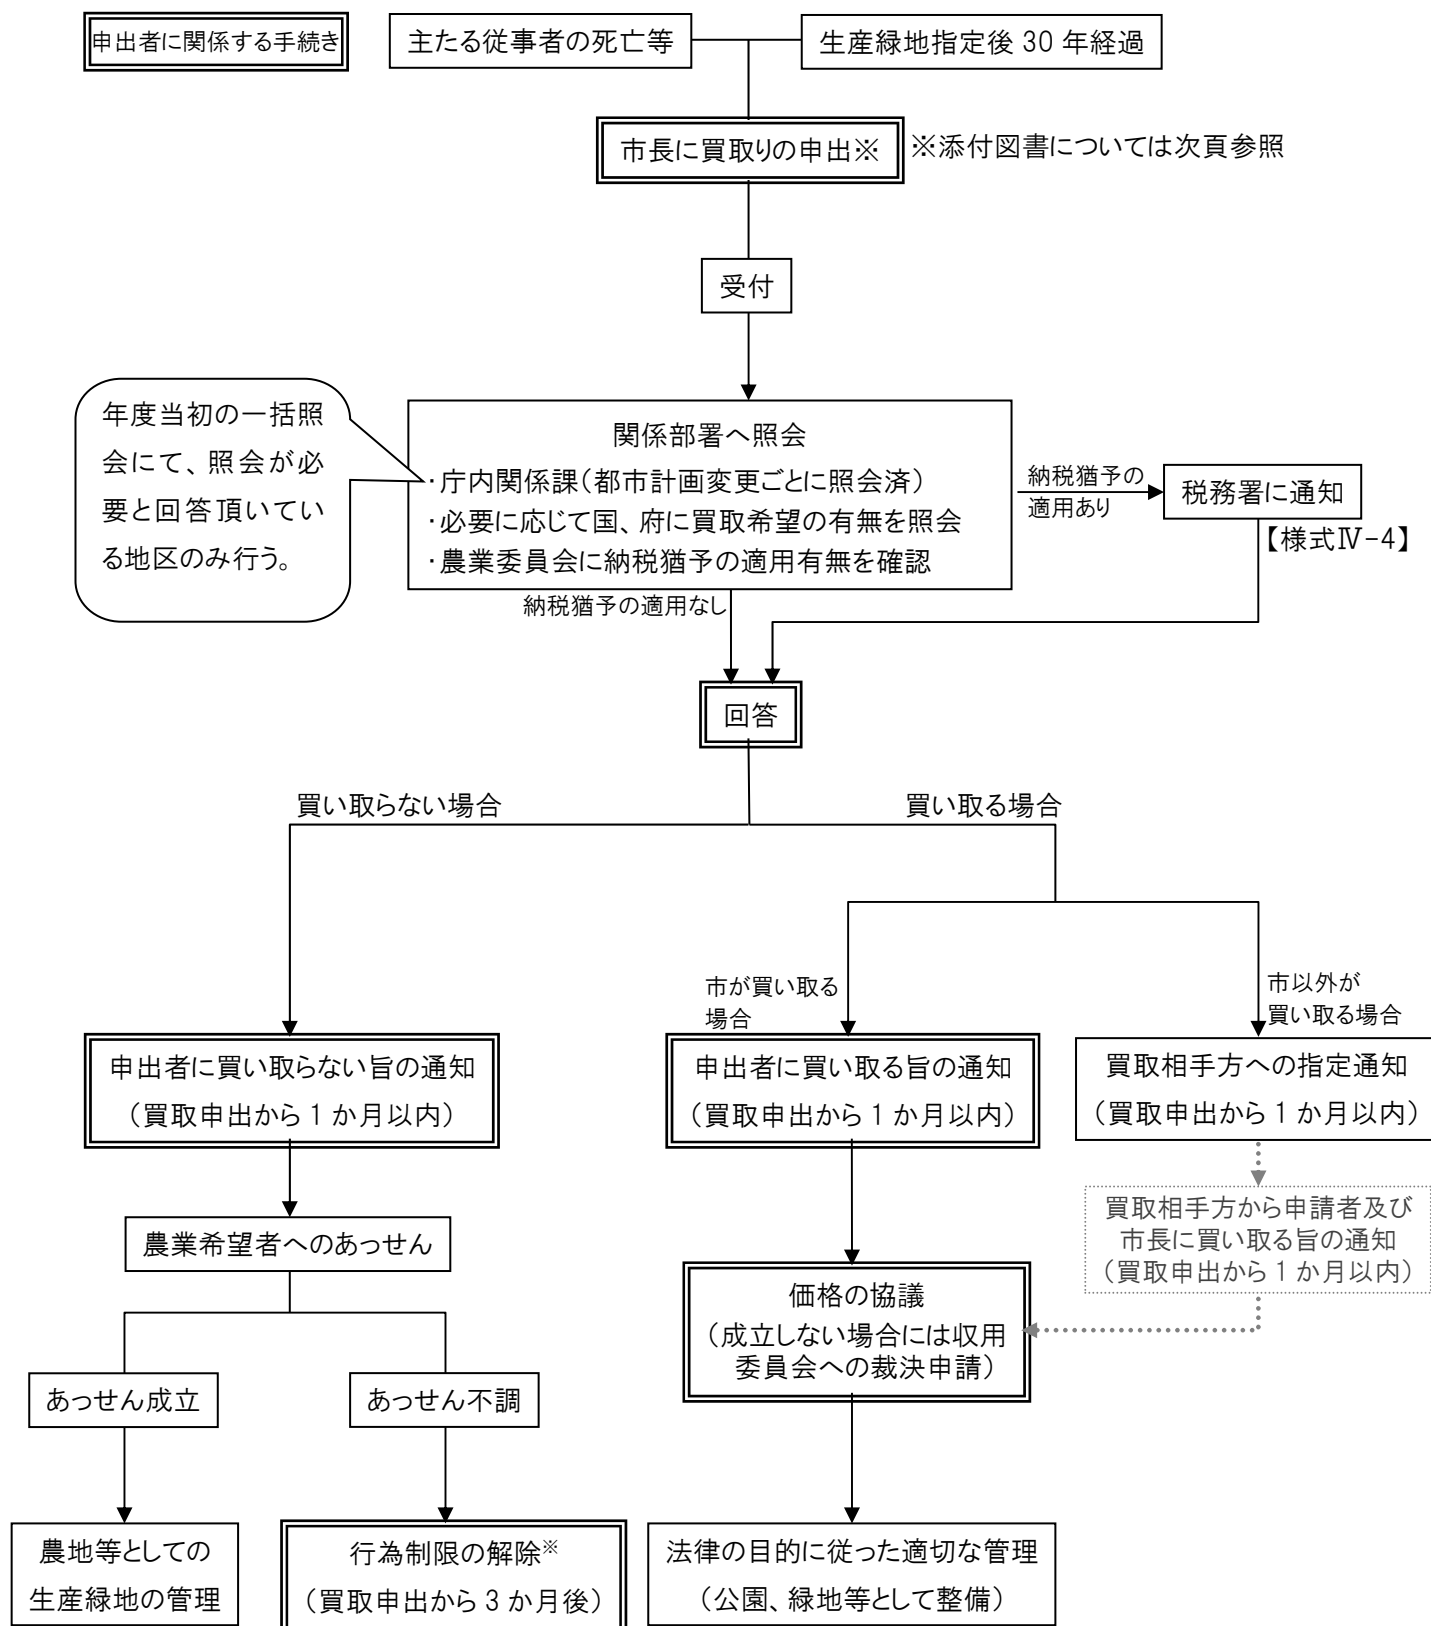 申出者に関係する手続き
主たる従事者の死亡等
生産緑地指定後 30 年経過
市長に買取りの申出※
※添付図書については次頁参照
受付
年度当初の一括照
会にて、照会が必
要と回答頂いてい
る地区のみ行う。
関係部署へ照会
・庁内関係課（都市計画変更ごとに照会済）
・必要に応じて国、府に買取希望の有無を照会
・農業委員会に納税猶予の適用有無を確認
納税猶予の
適用あり
税務署に通知
【様式Ⅳ-4】
納税猶予の適用なし
回答
買い取らない場合
買い取る場合
市が買い取る
場合
市以外が
買い取る場合
申出者に買い取らない旨の通知
（買取申出から 1 か月以内）
申出者に買い取る旨の通知
（買取申出から 1 か月以内）
買取相手方への指定通知
（買取申出から 1 か月以内）
買取相手方から申請者及び
市長に買い取る旨の通知
（買取申出から 1 か月以内）
農業希望者へのあっせん
価格の協議
（成立しない場合には収用
委員会への裁決申請）
あっせん成立
あっせん不調
農地等としての
生産緑地の管理
行為制限の解除※
（買取申出から 3 か月後）
法律の目的に従った適切な管理
（公園、緑地等として整備）